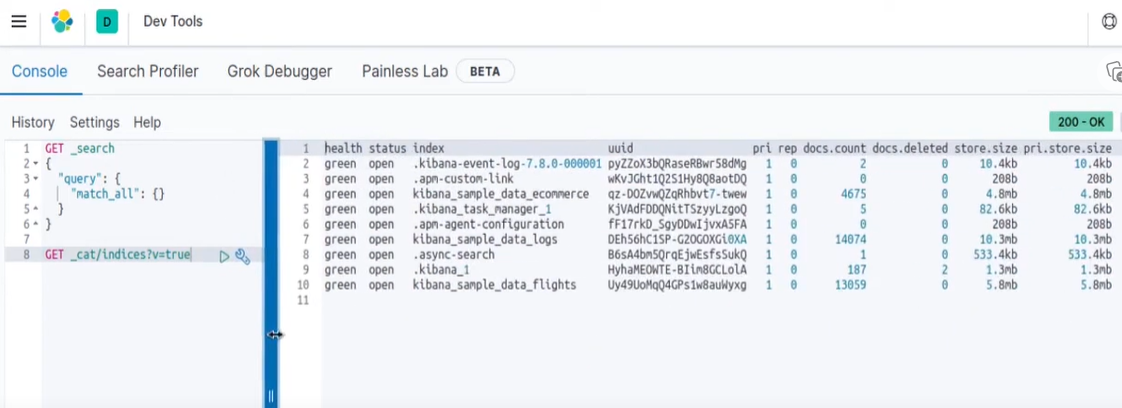 D Dev Tools
Console Search Profiler Grok Debugger Painless Lab BETA
History Settings Help 200 - OK
1 GET _search
2 {
3 "query": {
4 "match_all": {}
5 }
6 }
7
8 GET _cat/indices?v=true
1 health status index uuid pri rep docs.count docs.deleted store.size pri.store.size
2 green open .kibana-event-log-7.8.0-000001 pyZZoX3bQRaseRBwr58dMg 1 0 2 0 10.4kb 10.4kb
3 green open .apm-custom-link wKvJGht1Q2S1Hy8Q8aotDQ 1 0 0 0 208b 208b
4 green open kibana_sample_data_ecommerce qz-DOZvwQZqRhbvt7-twew 1 0 4675 0 4.8mb 4.8mb
5 green open .kibana_task_manager_1 KjVAdFDDQNitTSzyyLzgoQ 1 0 5 0 82.6kb 82.6kb
6 green open .apm-agent-configuration fF17rkD_SgyDDwIjvxA5FA 1 0 0 0 208b 208b
7 green open kibana_sample_data_logs DEhS6hC1SP-G2OGOXGi0XA 1 0 14074 0 10.3mb 10.3mb
8 green open .async-search B6sA4bm5QrqEjwEsfsSukQ 1 0 1 0 533.4kb 533.4kb
9 green open .kibana_1 HyhaMEOWTE-BIim8GCLolA 1 0 187 2 1.3mb 1.3mb
10 green open kibana_sample_data_flights Uy49UoMqQ4GPs1w8auWyxg 1 0 13059 0 5.8mb 5.8mb
11